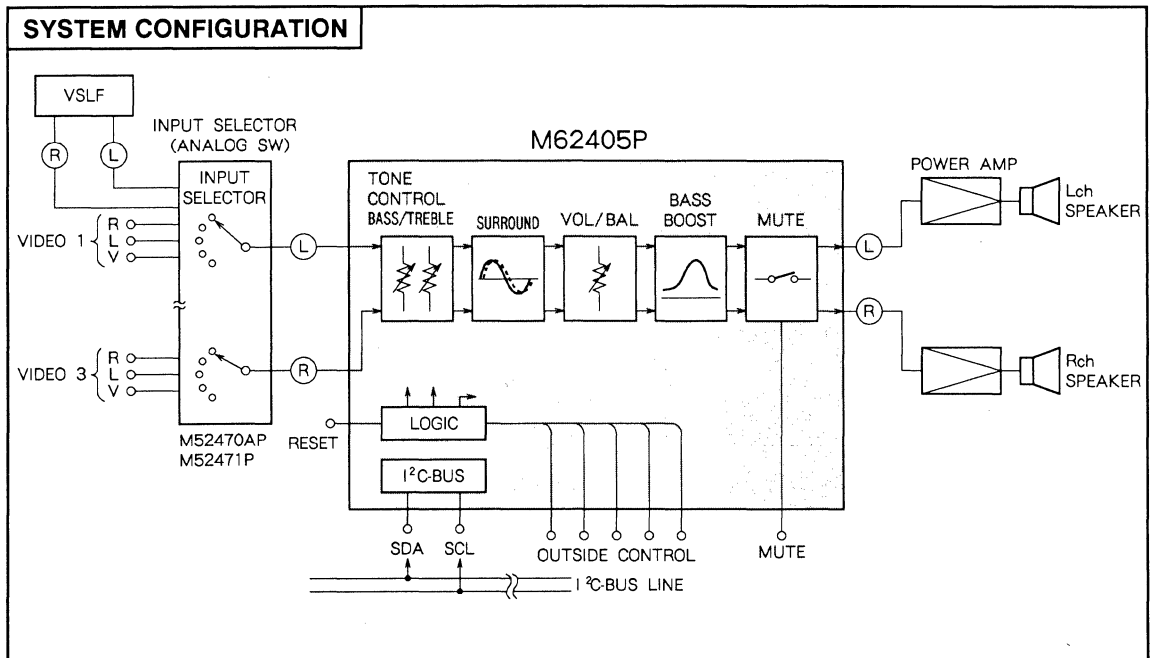 SYSTEM CONFIGURATION
VSLF
R
L
INPUT SELECTOR
(ANALOG SW)
INPUT
SELECTOR
VIDEO 1
R
L
V
VIDEO 3
R
L
V
M52470AP
M52471P
L
R
M62405P
TONE
CONTROL
BASS/TREBLE
SURROUND
VOL/BAL
BASS
BOOST
MUTE
L
R
POWER AMP
Lch
SPEAKER
Rch
SPEAKER
RESET
LOGIC
I²C-BUS
SDA
SCL
OUTSIDE CONTROL
MUTE
I²C-BUS LINE